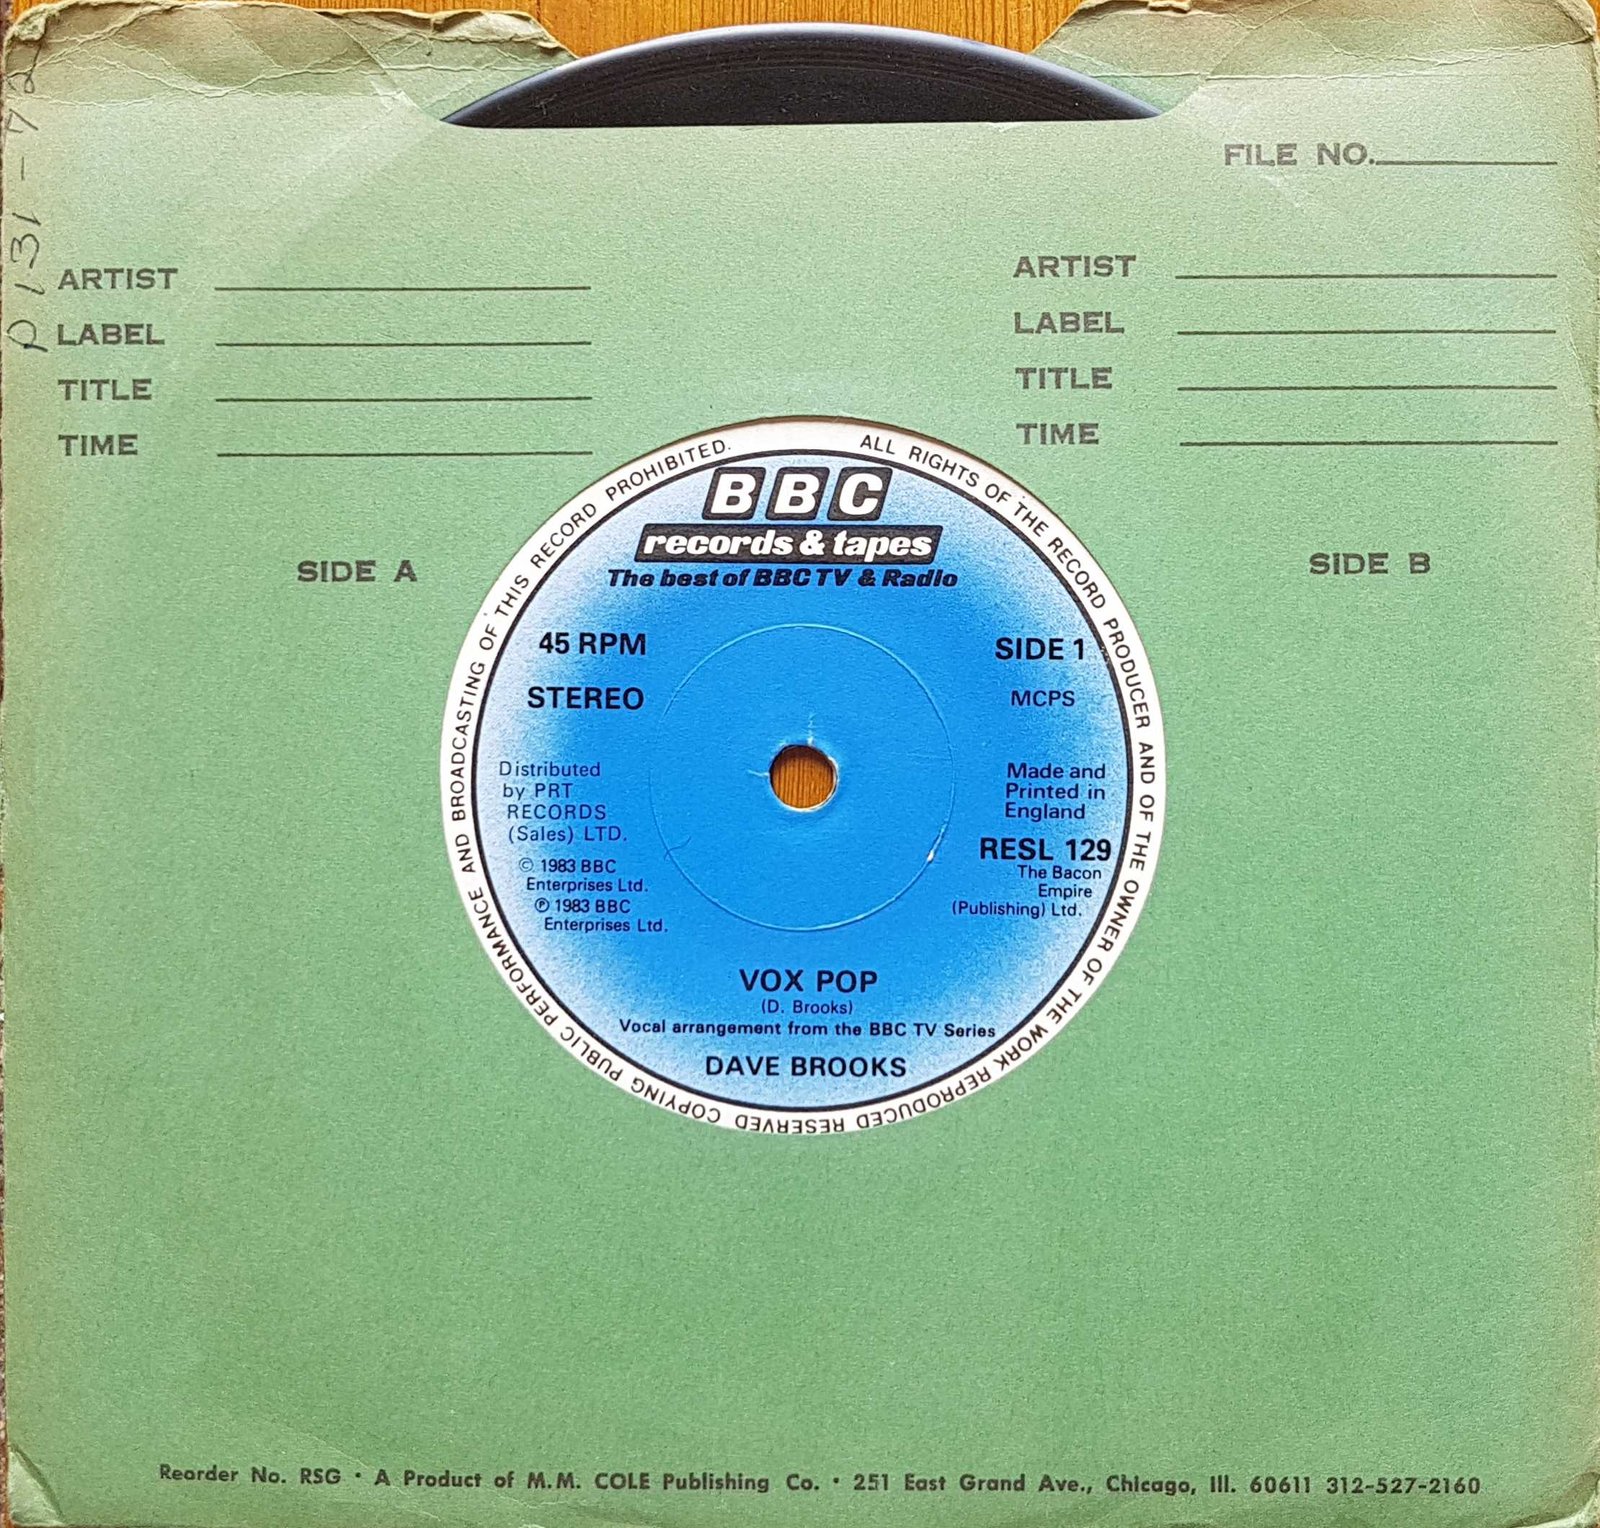 FILE NO.
ARTIST
LABEL
TITLE
TIME
ARTIST
LABEL
TITLE
TIME
SIDE A
SIDE B
ALL RIGHTS OF THE RECORD PRODUCER AND OF THE OWNER OF THE WORK REPRODUCED RESERVED COPYING PUBLIC PERFORMANCE AND BROADCASTING OF THIS RECORD PROHIBITED.
BBC
records & tapes
The best of BBC TV & Radio
45 RPM
STEREO
SIDE 1
MCPS
Distributed
by PRT
RECORDS
(Sales) LTD.
© 1983 BBC
Enterprises Ltd.
℗ 1983 BBC
Enterprises Ltd.
Made and
Printed in
England
RESL 129
The Bacon
Empire
(Publishing) Ltd.
VOX POP
(D. Brooks)
Vocal arrangement from the BBC TV Series
DAVE BROOKS
Reorder No. RSG • A Product of M.M. COLE Publishing Co. • 251 East Grand Ave., Chicago, Ill. 60611 312-527-2160